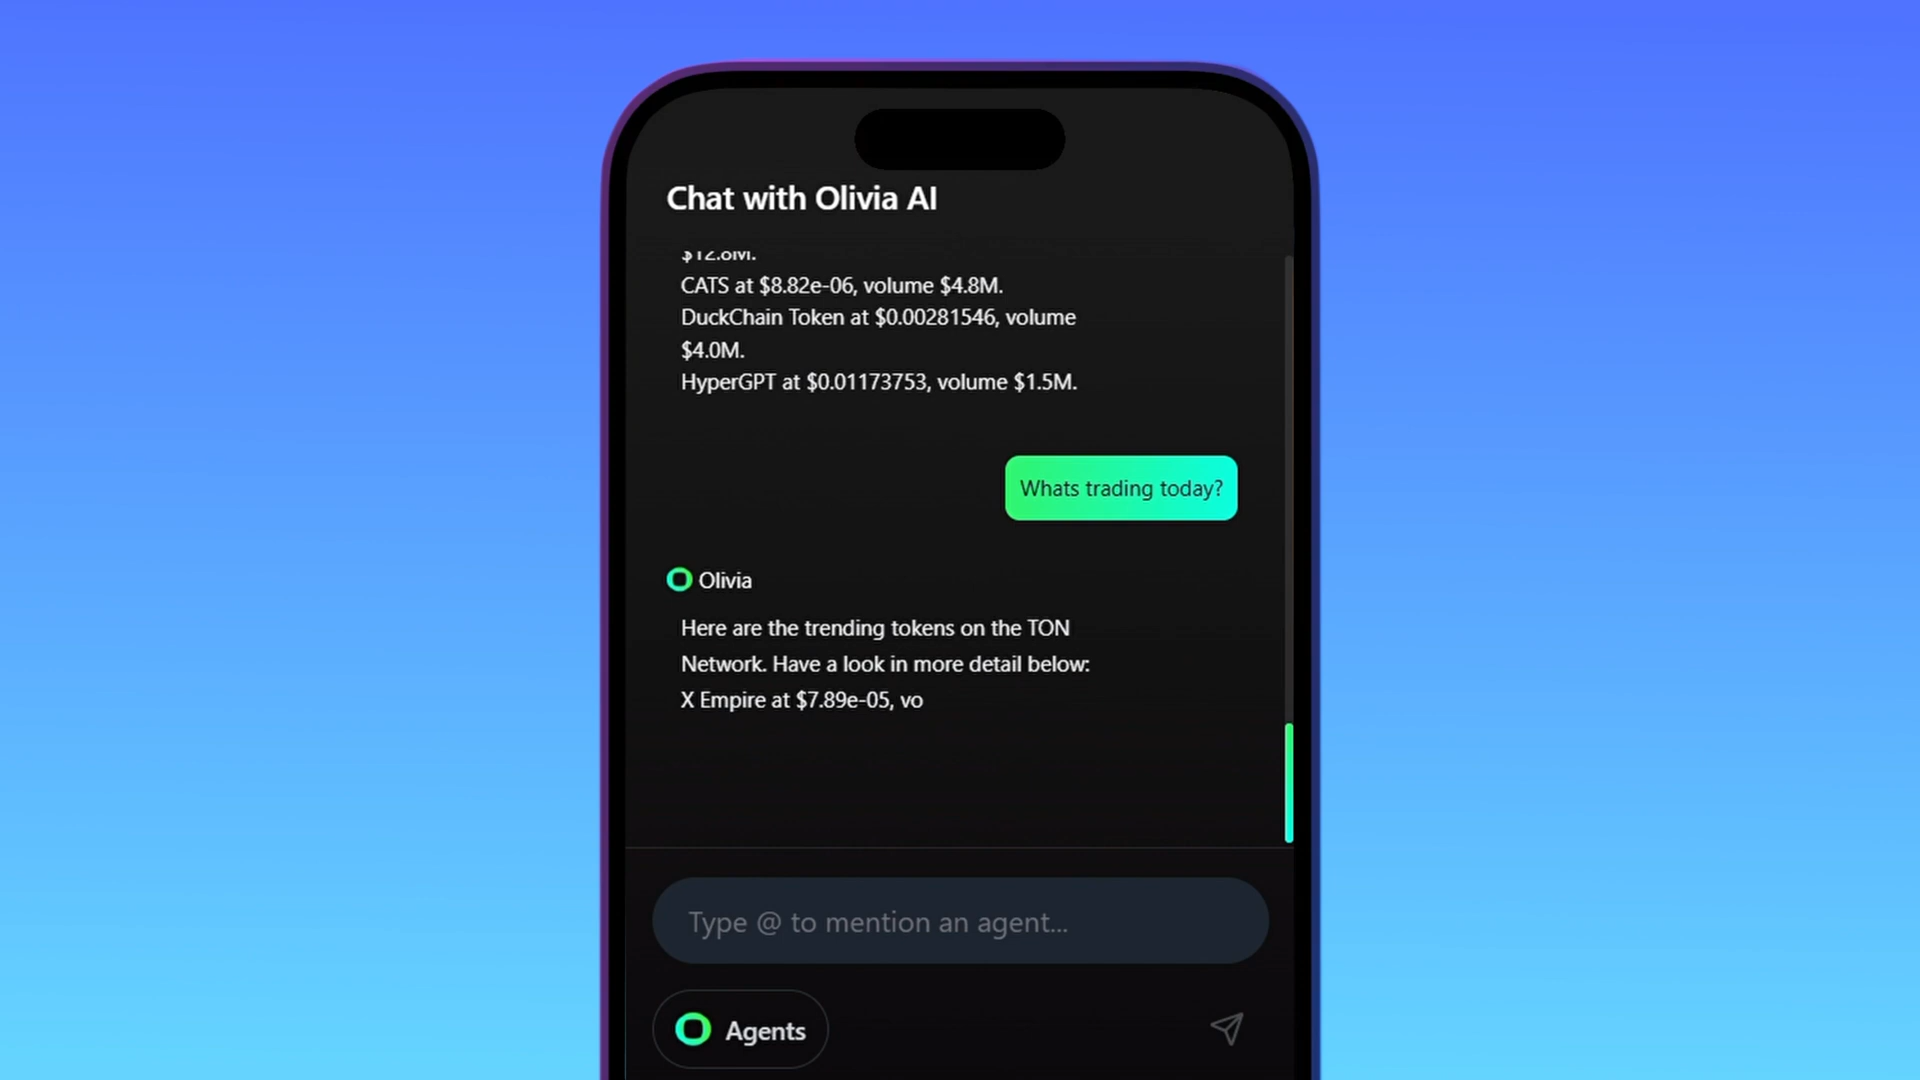 Chat with Olivia AI
$12.8M.
CATS at $8.82e-06, volume $4.8M.
DuckChain Token at $0.00281546, volume
$4.0M.
HyperGPT at $0.01173753, volume $1.5M.
Whats trading today?
Olivia
Here are the trending tokens on the TON
Network. Have a look in more detail below:
X Empire at $7.89e-05, vo
Type @ to mention an agent...
Agents